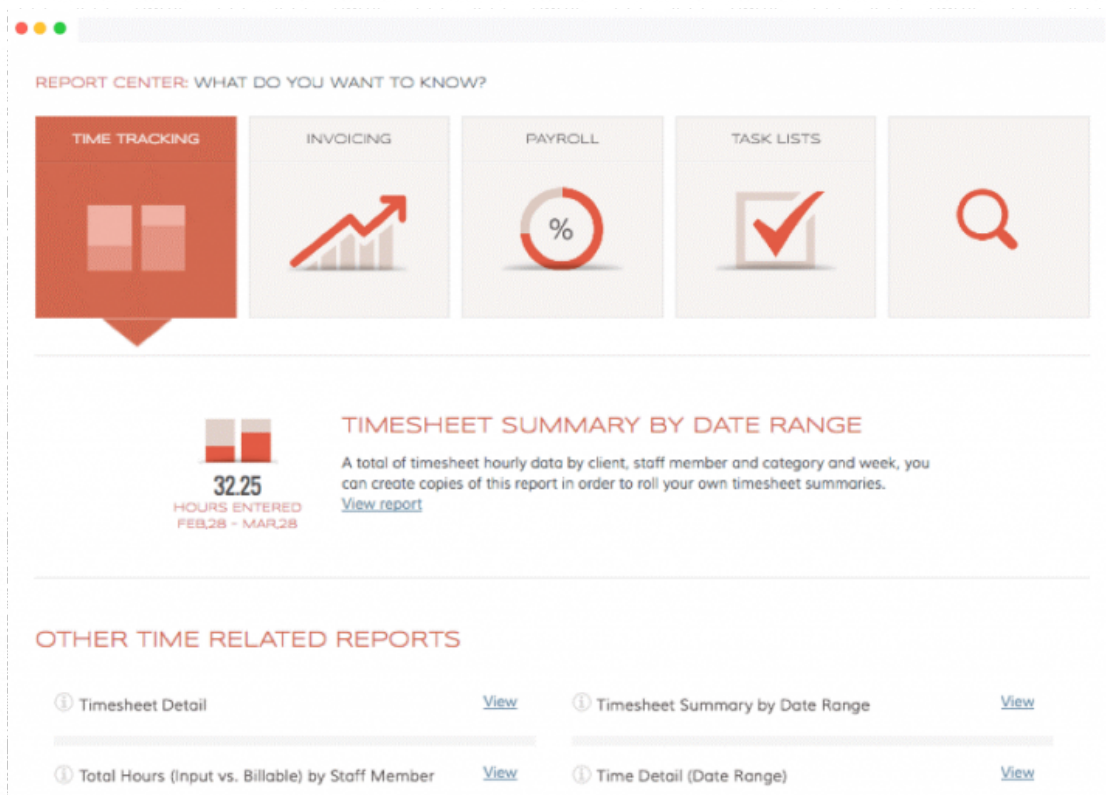 REPORT CENTER: WHAT DO YOU WANT TO KNOW?
TIME TRACKING
INVOICING
PAYROLL
TASK LISTS
%
TIMESHEET SUMMARY BY DATE RANGE
A total of timesheet hourly data by client, staff member and category and week, you
can create copies of this report in order to roll your own timesheet summaries.
View report
32.25
HOURS ENTERED
FEB,28 - MAR,28
OTHER TIME RELATED REPORTS
Timesheet Detail View
Timesheet Summary by Date Range View
Total Hours (Input vs. Billable) by Staff Member View
Time Detail (Date Range) View